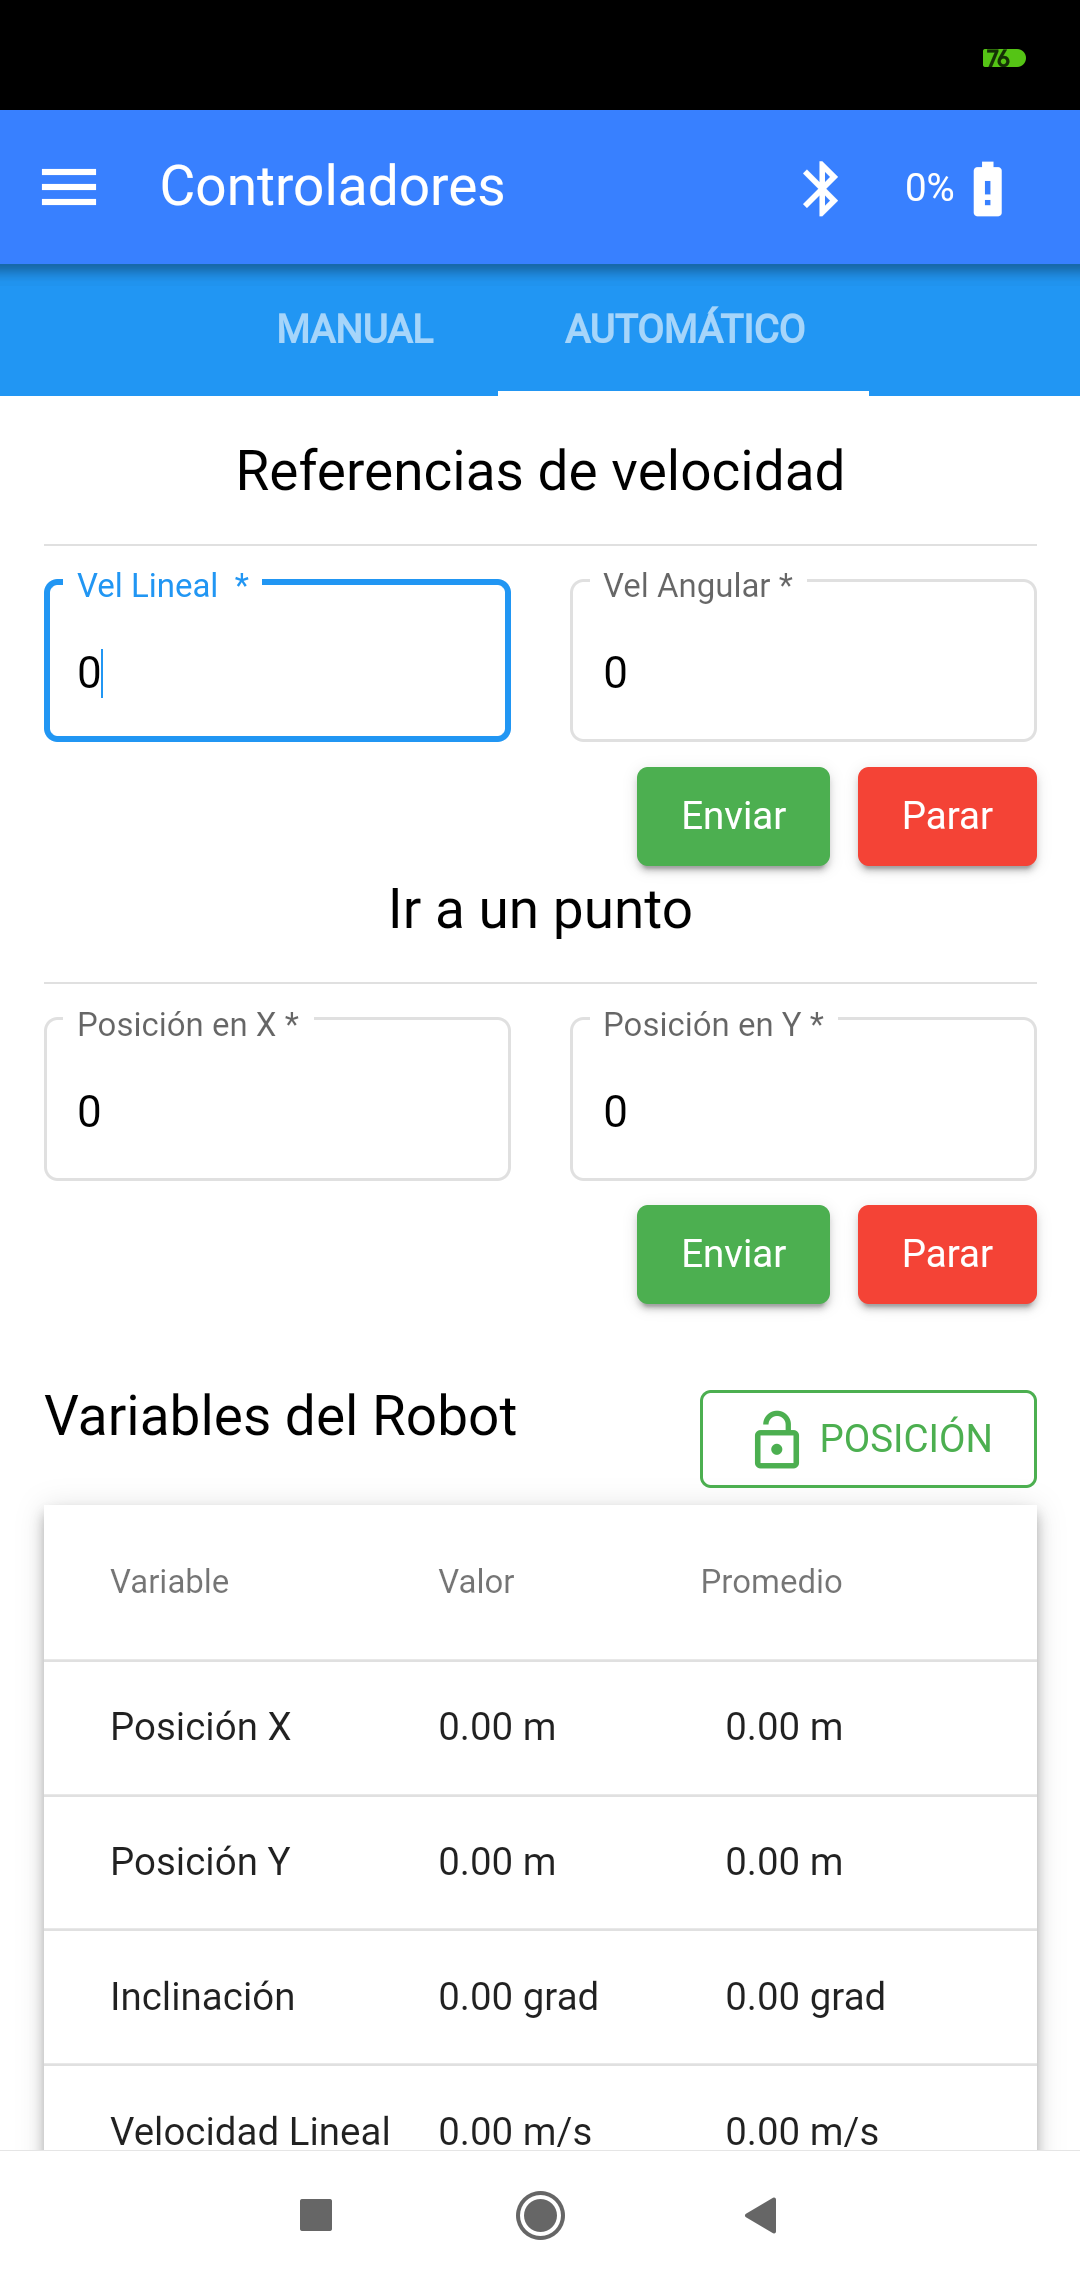 76
Controladores 0%
MANUAL AUTOMÁTICO
Referencias de velocidad
Vel Lineal * Vel Angular *
0 0
Enviar Parar
Ir a un punto
Posición en X * Posición en Y *
0 0
Enviar Parar
Variables del Robot POSICIÓN
Variable Valor Promedio
Posición X 0.00 m 0.00 m
Posición Y 0.00 m 0.00 m
Inclinación 0.00 grad 0.00 grad
Velocidad Lineal 0.00 m/s 0.00 m/s